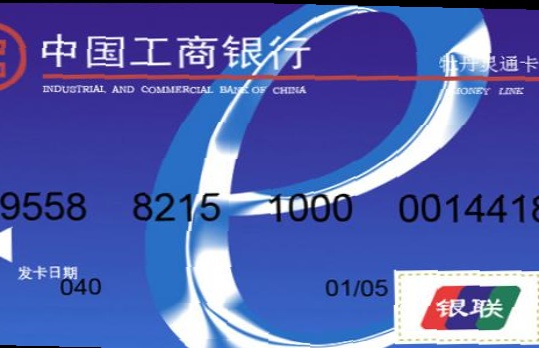 中国工商银行
牡丹灵通卡
INDUSTRIAL AND COMMERCIAL BANK OF CHINA
MONEY LINK
9558 8215 1000 0014418
发卡日期
040
01/05
银联